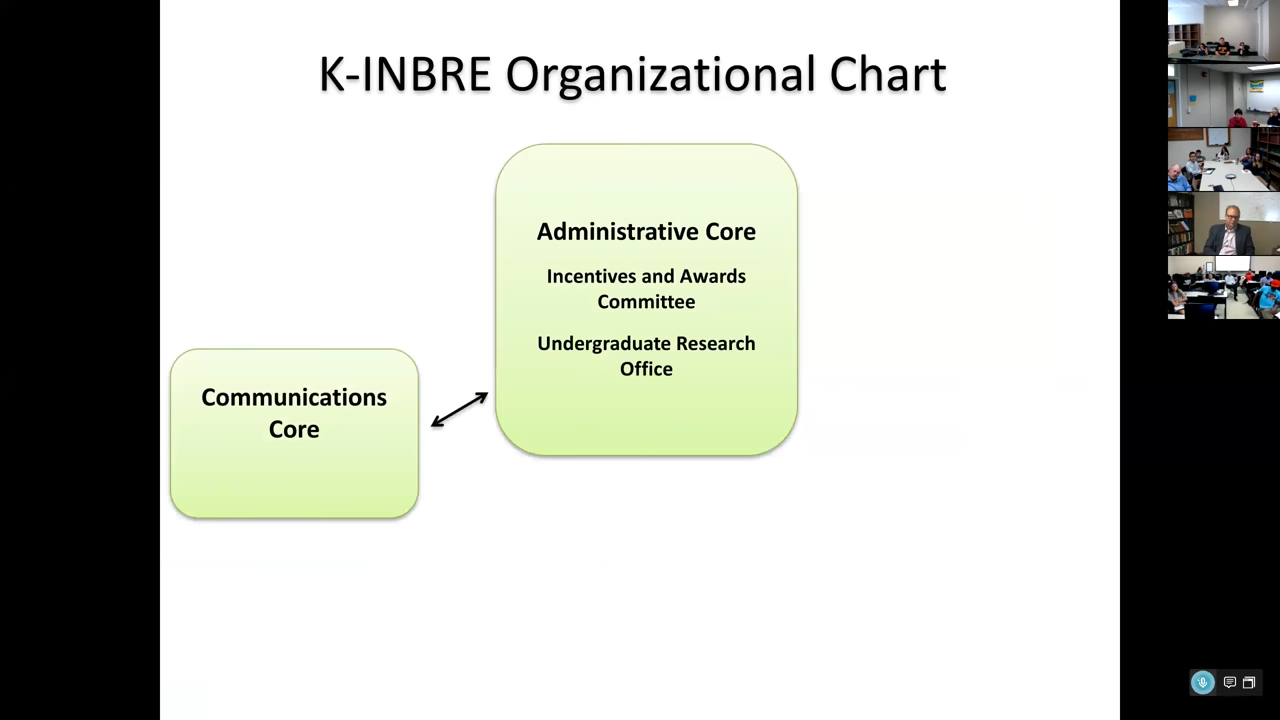 K-INBRE Organizational Chart
Administrative Core
Incentives and Awards
Committee
Undergraduate Research
Office
Communications
Core